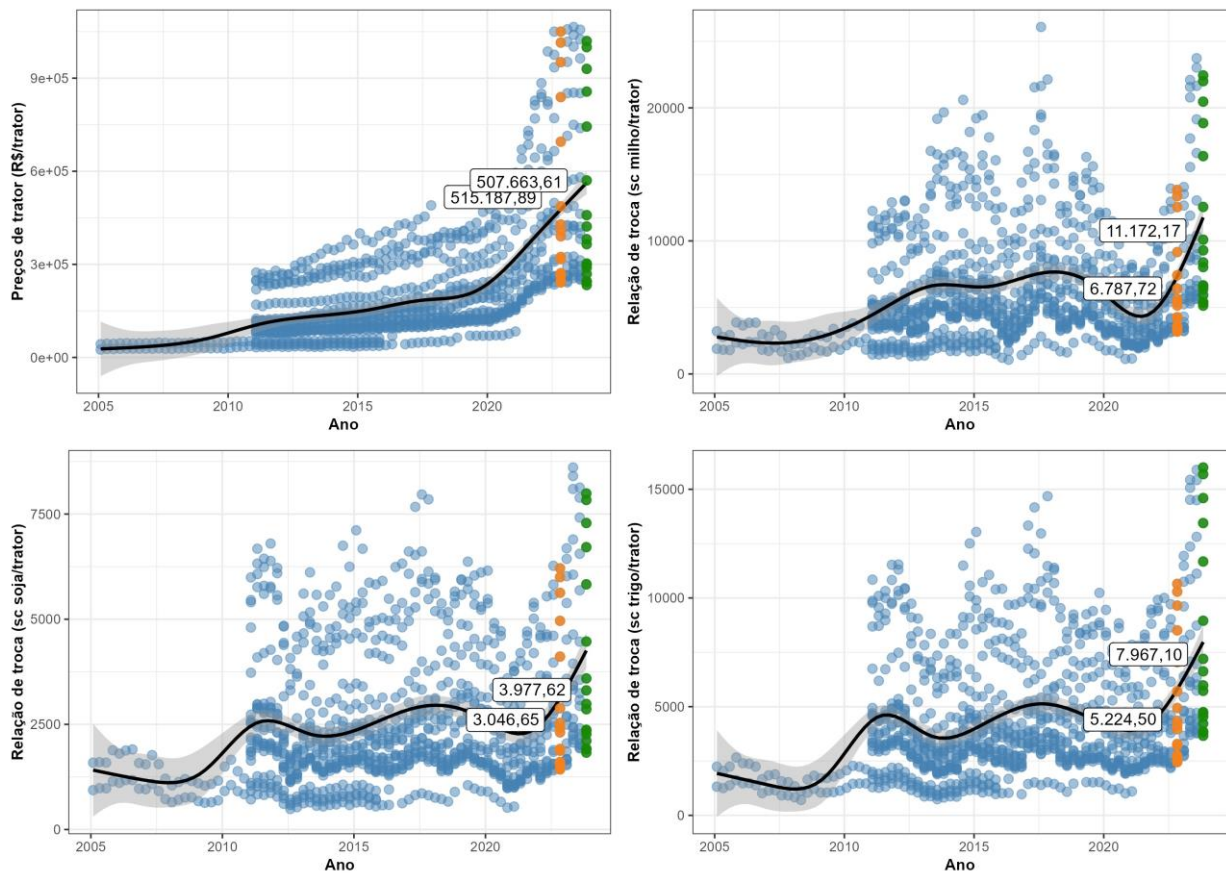 Preços de trator (R$/trator)
9e+05
6e+05
3e+05
0e+00
507.663,61
515.187,89
2005 2010 2015 2020
Ano
Relação de troca (sc milho/trator)
20000
10000
0
11.172,17
6.787,72
2005 2010 2015 2020
Ano
Relação de troca (sc soja/trator)
7500
5000
2500
0
3.977,62
3.046,65
2005 2010 2015 2020
Ano
Relação de troca (sc trigo/trator)
15000
10000
5000
0
7.967,10
5.224,50
2005 2010 2015 2020
Ano